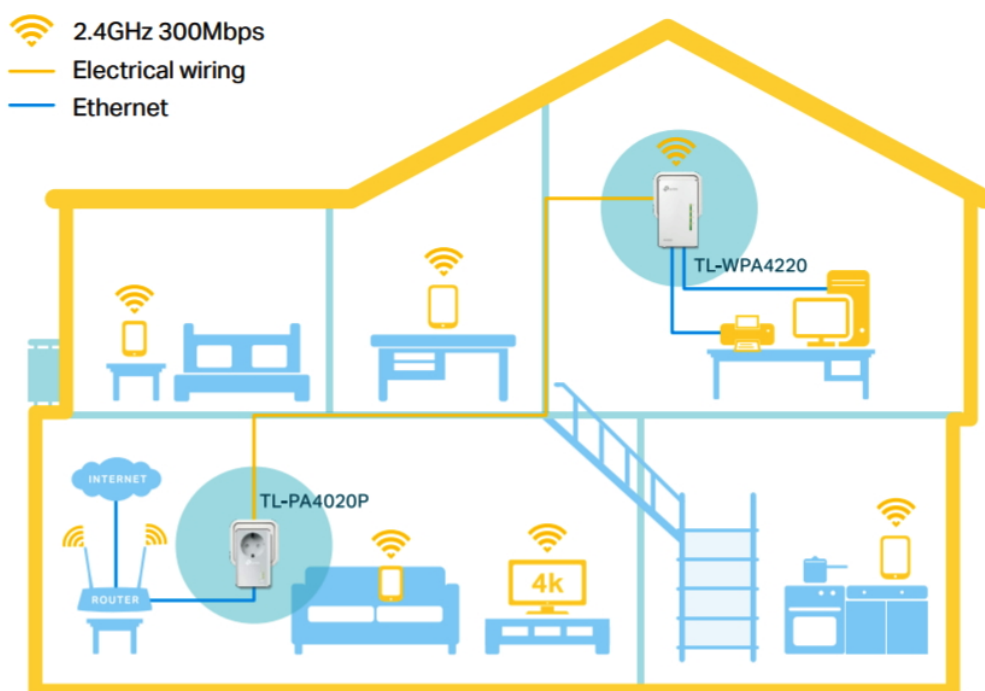 2.4GHz 300Mbps
Electrical wiring
Ethernet
TL-WPA4220
INTERNET
TL-PA4020P
4k
ROUTER